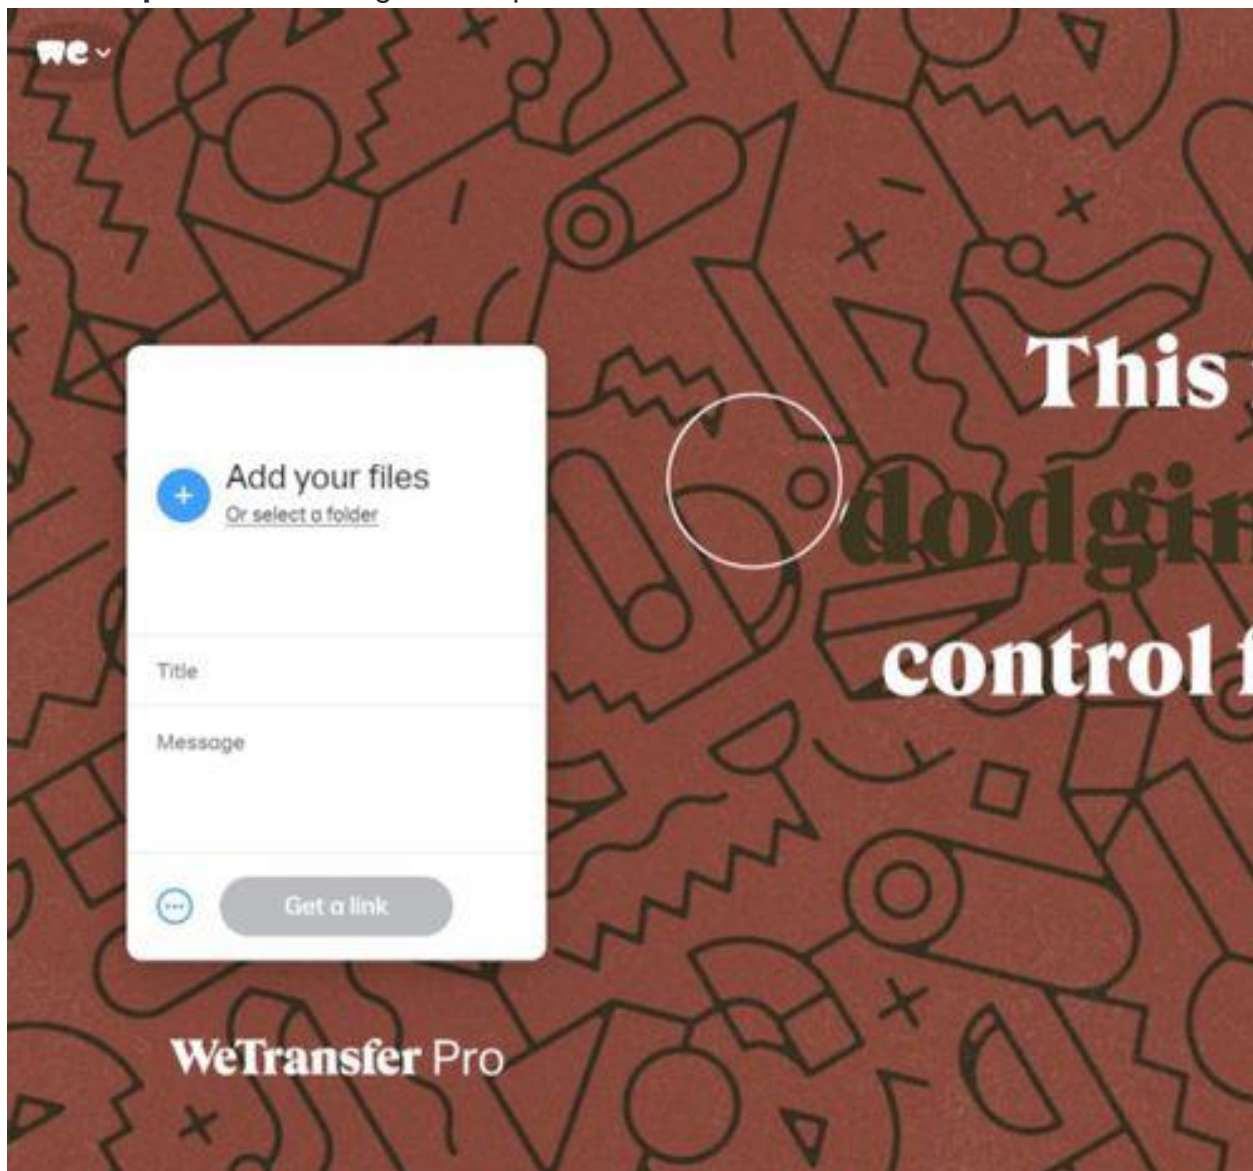 we
Add your files
Or select a folder
Title
Message
Get a link
WeTransfer Pro
This
dodgin
control f